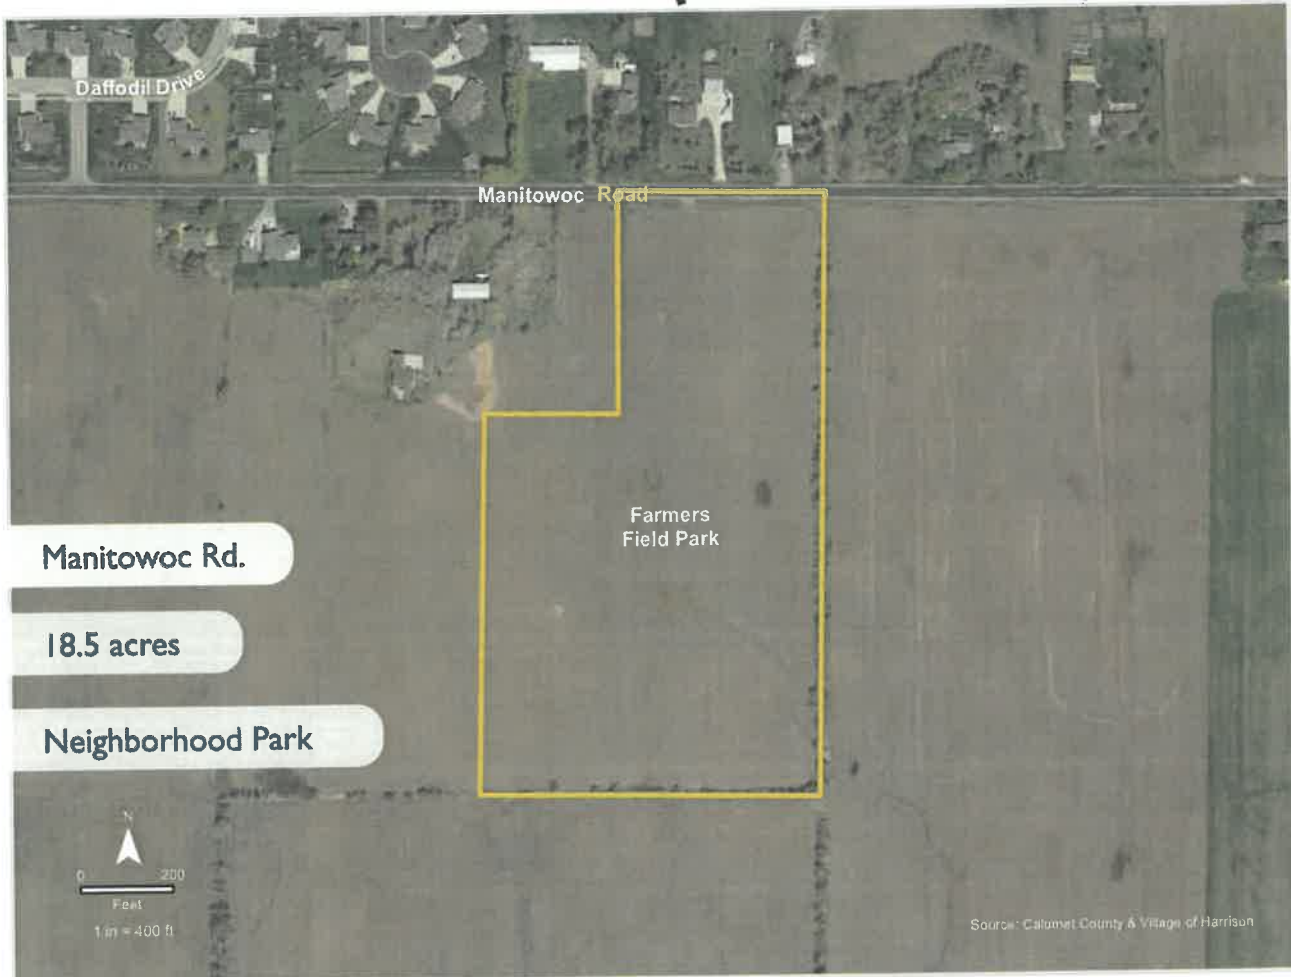 Daffodil Drive
Manitowoc Road
Farmers
Field Park
Manitowoc Rd.
18.5 acres
Neighborhood Park
N
0 200
Feet
1 in = 400 ft
Source: Calumet County & Village of Harrison